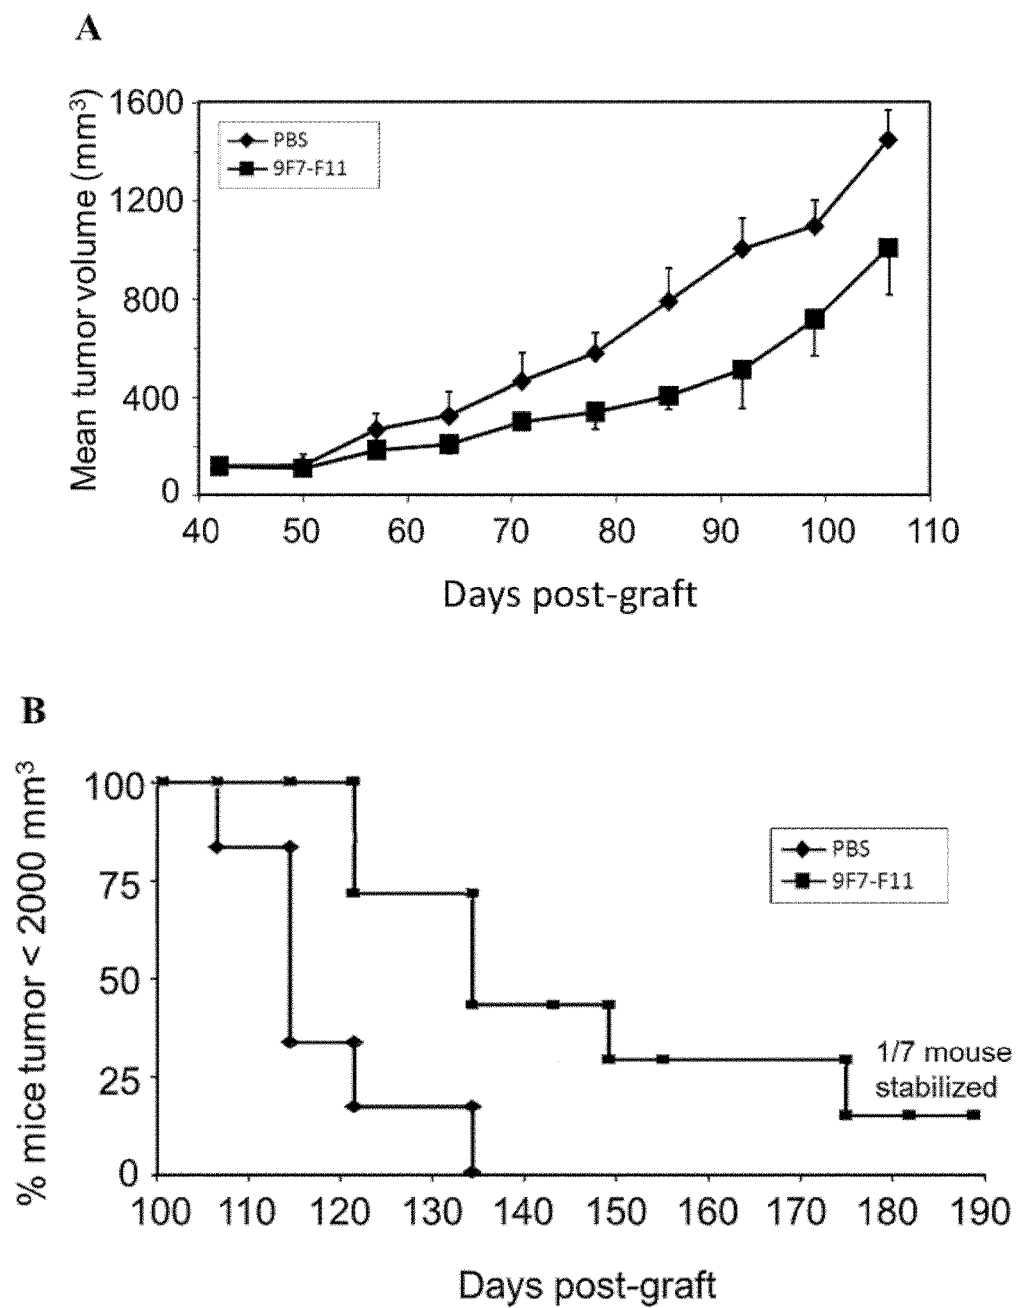 A
Mean tumor volume (mm³)
1600
1200
800
400
0
PBS
9F7-F11
40 50 60 70 80 90 100 110
Days post-graft
B
% mice tumor < 2000 mm³
100
75
50
25
0
PBS
9F7-F11
1/7 mouse
stabilized
100 110 120 130 140 150 160 170 180 190
Days post-graft